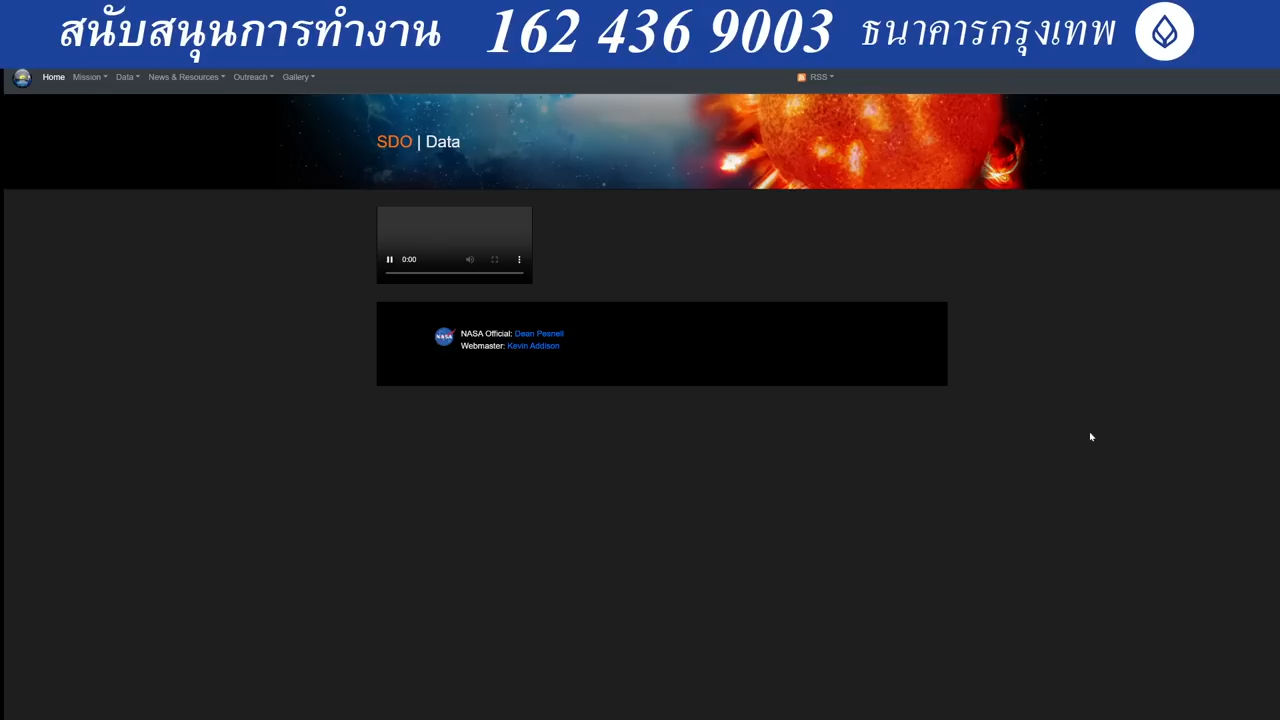 สนับสนุนการทำงาน 162 436 9003 ธนาคารกรุงเทพ
Home Mission Data News & Resources Outreach Gallery RSS
SDO | Data
0:00
NASA
NASA Official: Dean Pesnell
Webmaster: Kevin Addison